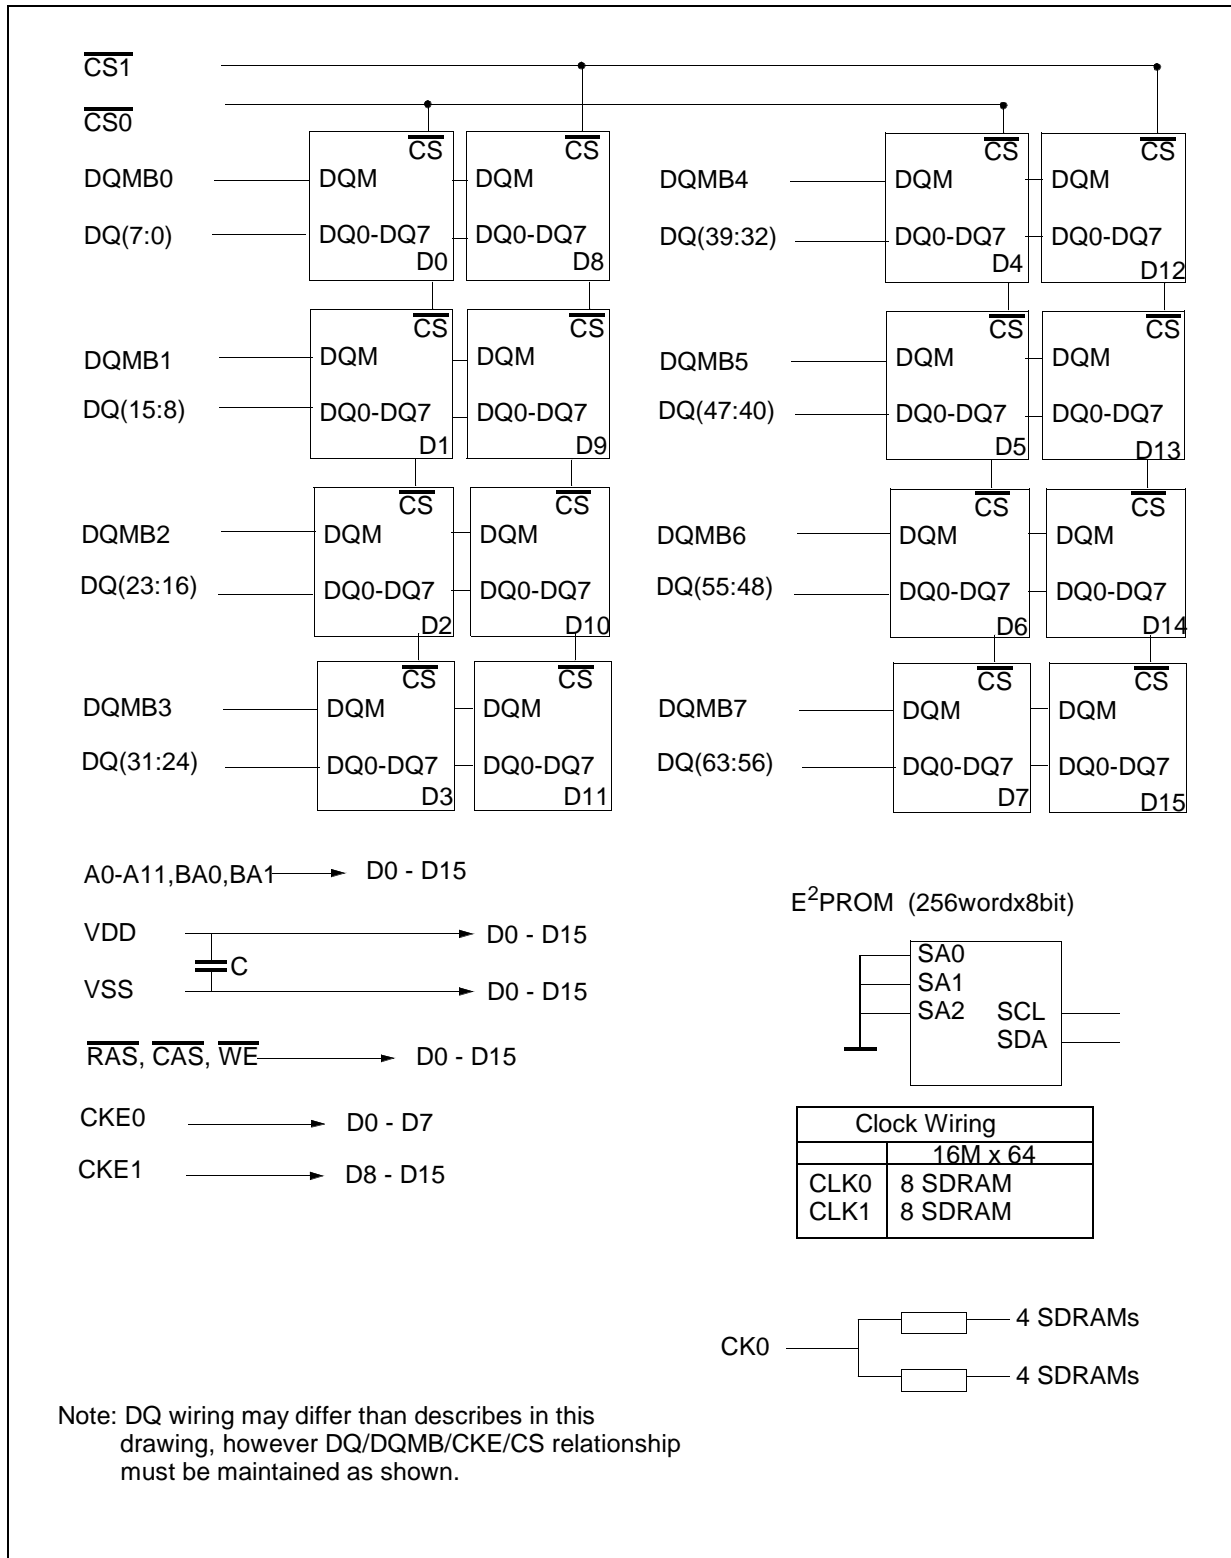 CS1
CS0
CS CS CS CS
DQMB0 DQM DQM DQMB4 DQM DQM
DQ(7:0) DQ0-DQ7 DQ0-DQ7 DQ(39:32) DQ0-DQ7 DQ0-DQ7
D0 D8 D4 D12
CS CS CS CS
DQMB1 DQM DQM DQMB5 DQM DQM
DQ(15:8) DQ0-DQ7 DQ0-DQ7 DQ(47:40) DQ0-DQ7 DQ0-DQ7
D1 D9 D5 D13
CS CS CS CS
DQMB2 DQM DQM DQMB6 DQM DQM
DQ(23:16) DQ0-DQ7 DQ0-DQ7 DQ(55:48) DQ0-DQ7 DQ0-DQ7
D2 D10 D6 D14
CS CS CS CS
DQMB3 DQM DQM DQMB7 DQM DQM
DQ(31:24) DQ0-DQ7 DQ0-DQ7 DQ(63:56) DQ0-DQ7 DQ0-DQ7
D3 D11 D7 D15
A0-A11,BA0,BA1 D0 - D15
VDD D0 - D15
C
VSS D0 - D15
RAS, CAS, WE D0 - D15
CKE0 D0 - D7
CKE1 D8 - D15
E2PROM (256wordx8bit)
SA0
SA1
SA2 SCL
SDA
Clock Wiring
16M x 64
CLK0 8 SDRAM
CLK1 8 SDRAM
4 SDRAMs
CK0
4 SDRAMs
Note: DQ wiring may differ than describes in this
drawing, however DQ/DQMB/CKE/CS relationship
must be maintained as shown.